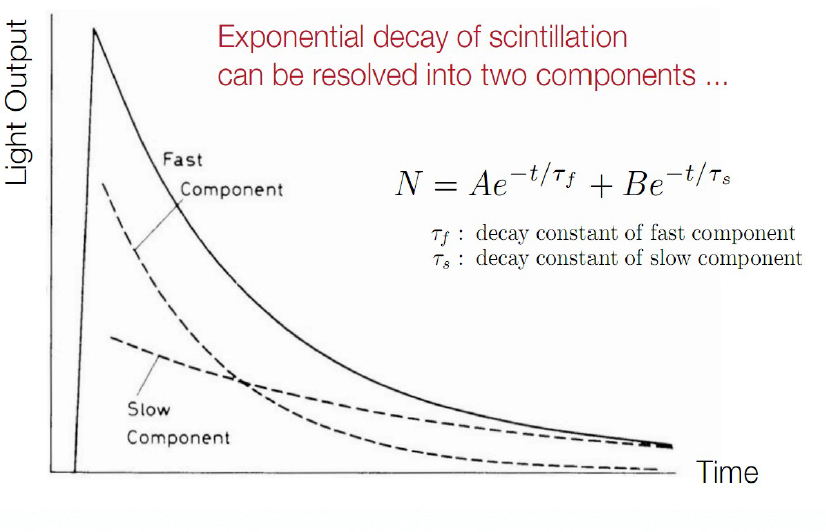 Exponential decay of scintillation
can be resolved into two components ...
Light Output
Fast
Component
N = Ae^{-t/τ_f} + Be^{-t/τ_s}
τ_f : decay constant of fast component
τ_s : decay constant of slow component
Slow
Component
Time